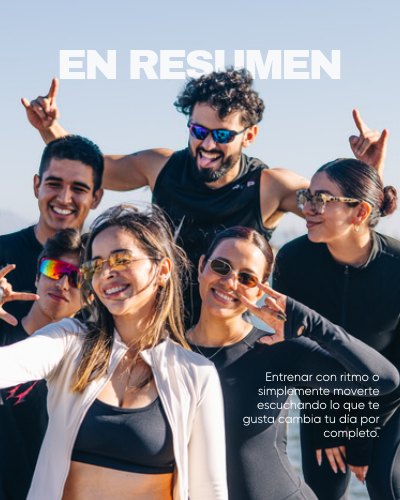 EN RESUMEN
Entrenar con ritmo o
simplemente moverte
escuchando lo que te
gusta cambia tu día por
completo.